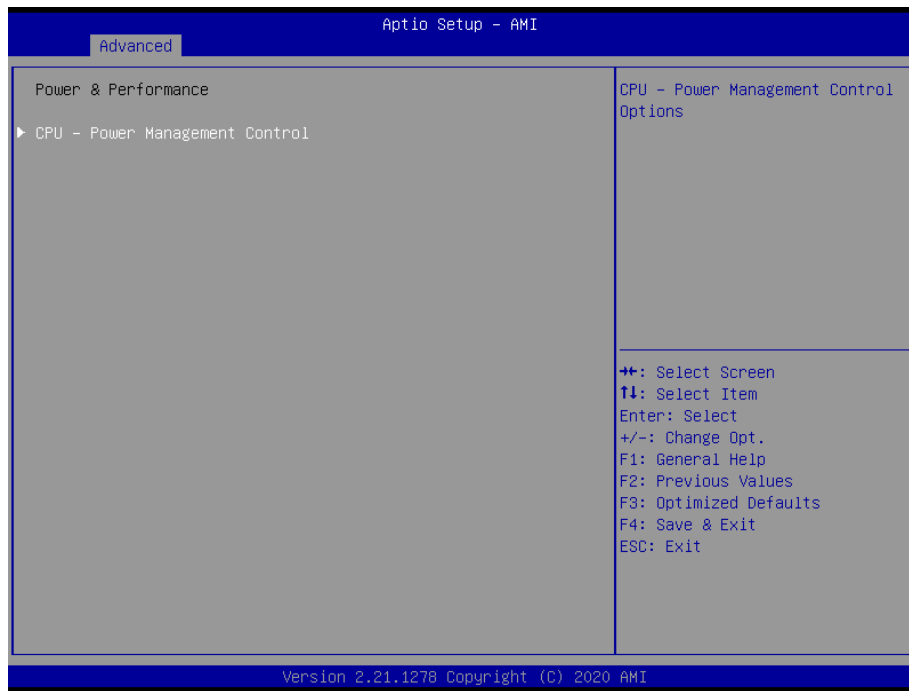 Aptio Setup – AMI
Advanced
Power & Performance
▶ CPU – Power Management Control
CPU – Power Management Control
Options
→←: Select Screen
↑↓: Select Item
Enter: Select
+/-: Change Opt.
F1: General Help
F2: Previous Values
F3: Optimized Defaults
F4: Save & Exit
ESC: Exit
Version 2.21.1278 Copyright (C) 2020 AMI